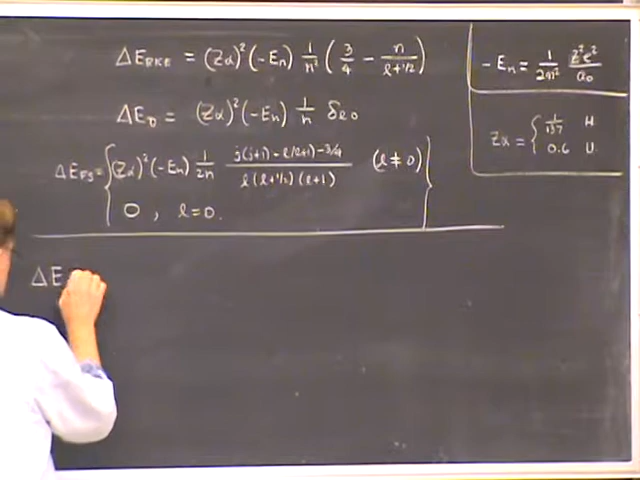 ΔE_RKE = (Zα)²(-Eₙ) 1/n² (3/4 - n/(ℓ+1/2))
ΔE_D = (Zα)²(-Eₙ) 1/n δ_ℓ0
ΔE_FS = { (Zα)²(-Eₙ) 1/2n (j(j+1) - ℓ(ℓ+1) - 3/4)/(ℓ(ℓ+1/2)(ℓ+1)) (ℓ≠0)
0 , ℓ=0. }
ΔE
-Eₙ = 1/2n² Z²e²/a₀
Zα = { 1/137 H
0.6 U